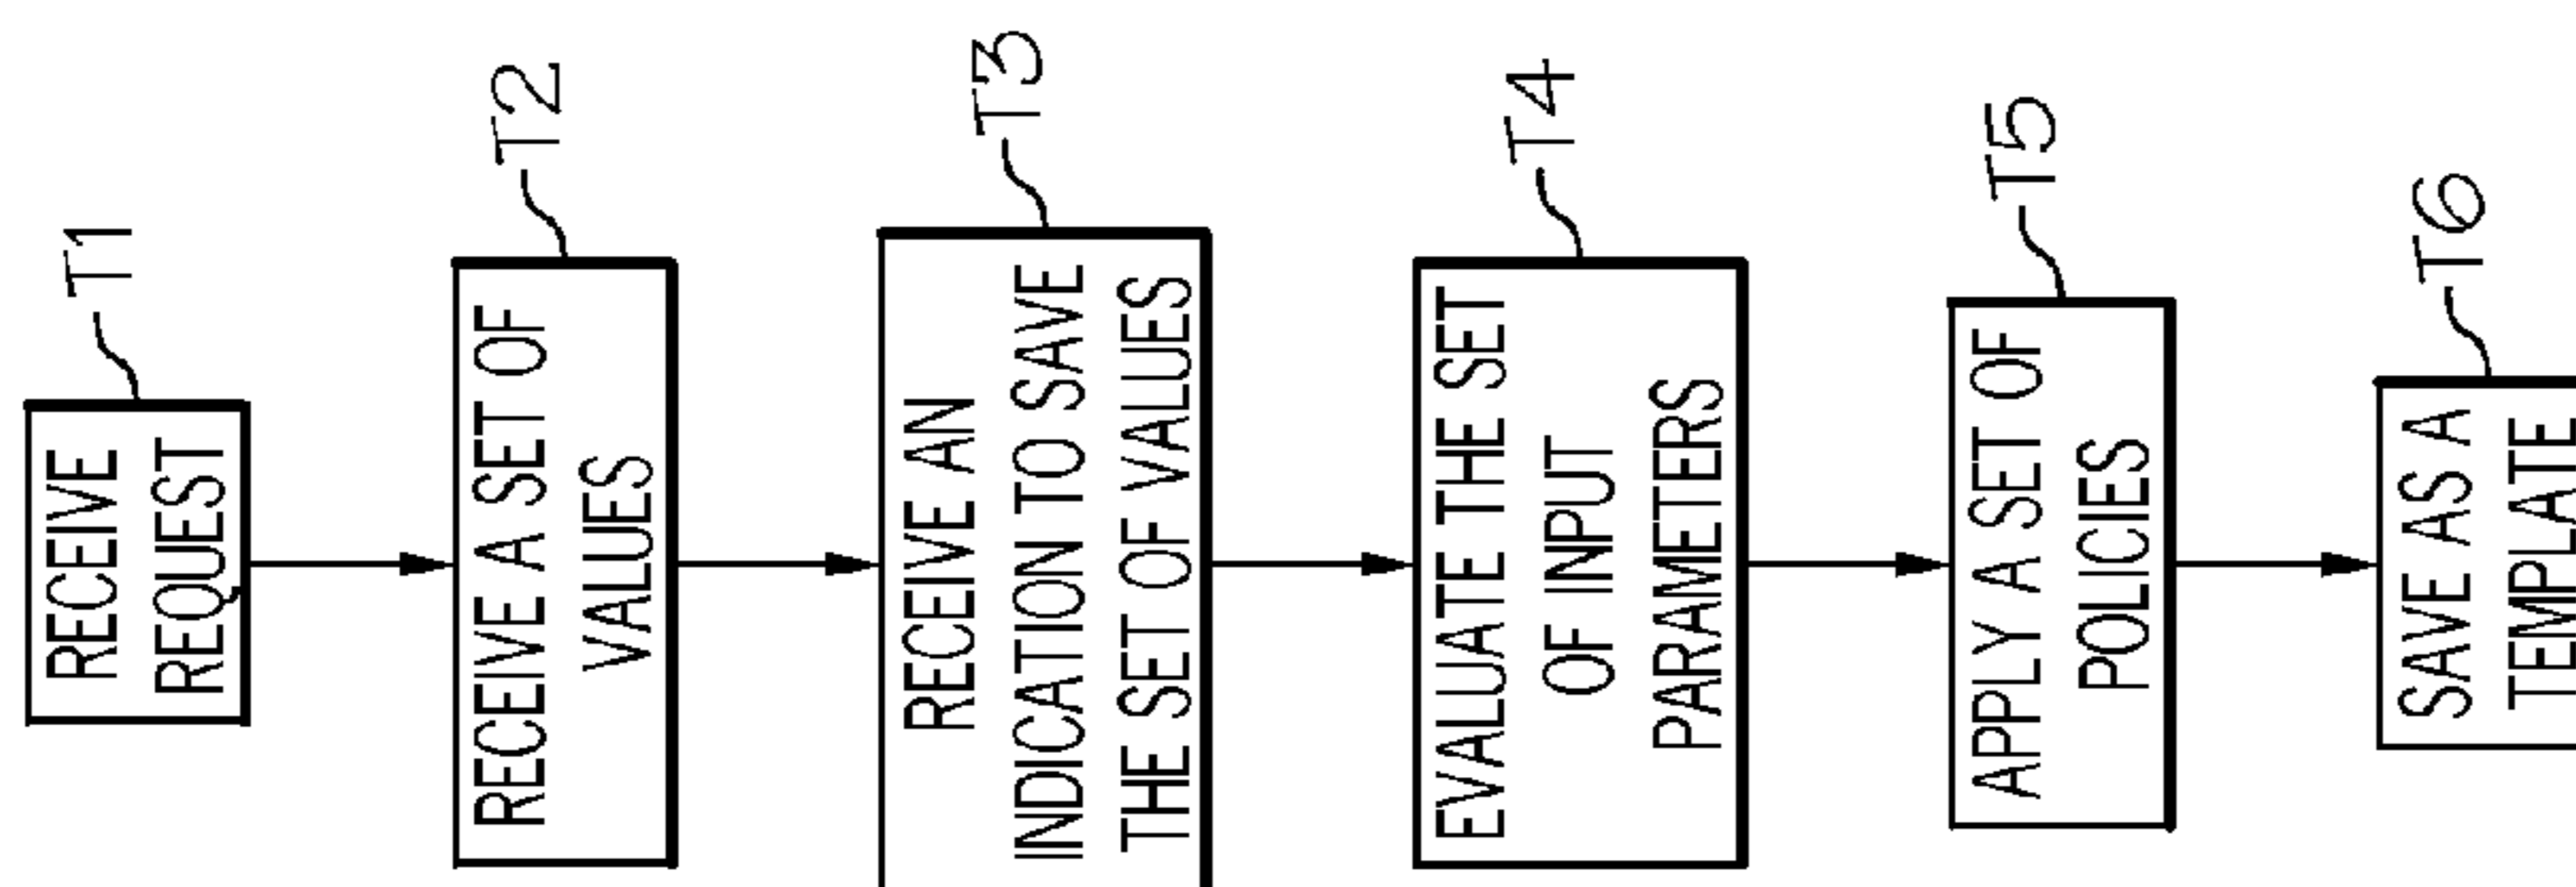 T1
RECEIVE
REQUEST
T2
RECEIVE A SET OF
VALUES
T3
RECEIVE AN
INDICATION TO SAVE
THE SET OF VALUES
T4
EVALUATE THE SET
OF INPUT
PARAMETERS
T5
APPLY A SET OF
POLICIES
T6
SAVE AS A
TEMPLATE